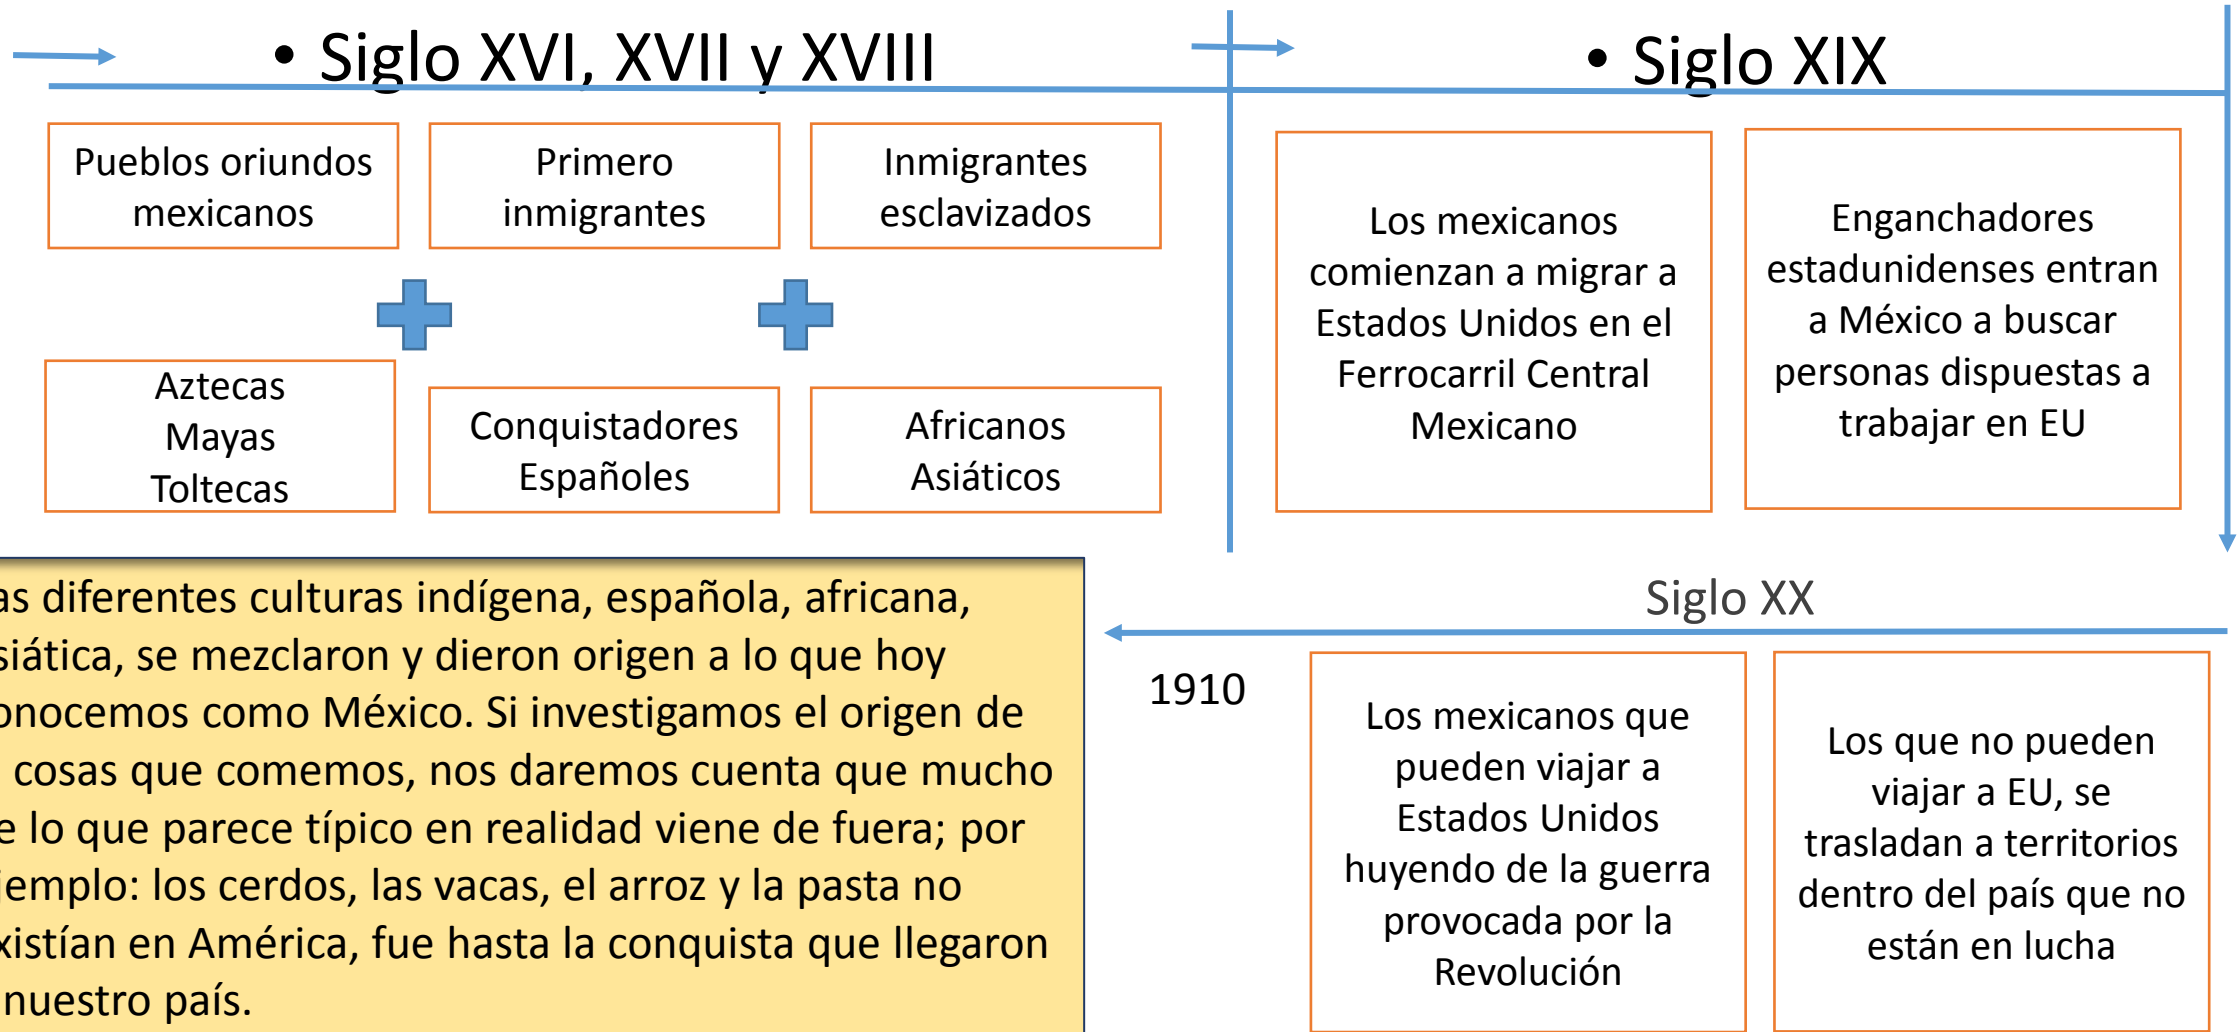 • Siglo XVI, XVII y XVIII
Pueblos oriundos
mexicanos
Primero
inmigrantes
Inmigrantes
esclavizados
Aztecas
Mayas
Toltecas
Conquistadores
Españoles
Africanos
Asiáticos
• Siglo XIX
Los mexicanos
comienzan a migrar a
Estados Unidos en el
Ferrocarril Central
Mexicano
Enganchadores
estadunidenses entran
a México a buscar
personas dispuestas a
trabajar en EU
as diferentes culturas indígena, española, africana,
siática, se mezclaron y dieron origen a lo que hoy
onocemos como México. Si investigamos el origen de
cosas que comemos, nos daremos cuenta que mucho
e lo que parece típico en realidad viene de fuera; por
jemplo: los cerdos, las vacas, el arroz y la pasta no
xistían en América, fue hasta la conquista que llegaron
nuestro país.
Siglo XX
1910
Los mexicanos que
pueden viajar a
Estados Unidos
huyendo de la guerra
provocada por la
Revolución
Los que no pueden
viajar a EU, se
trasladan a territorios
dentro del país que no
están en lucha